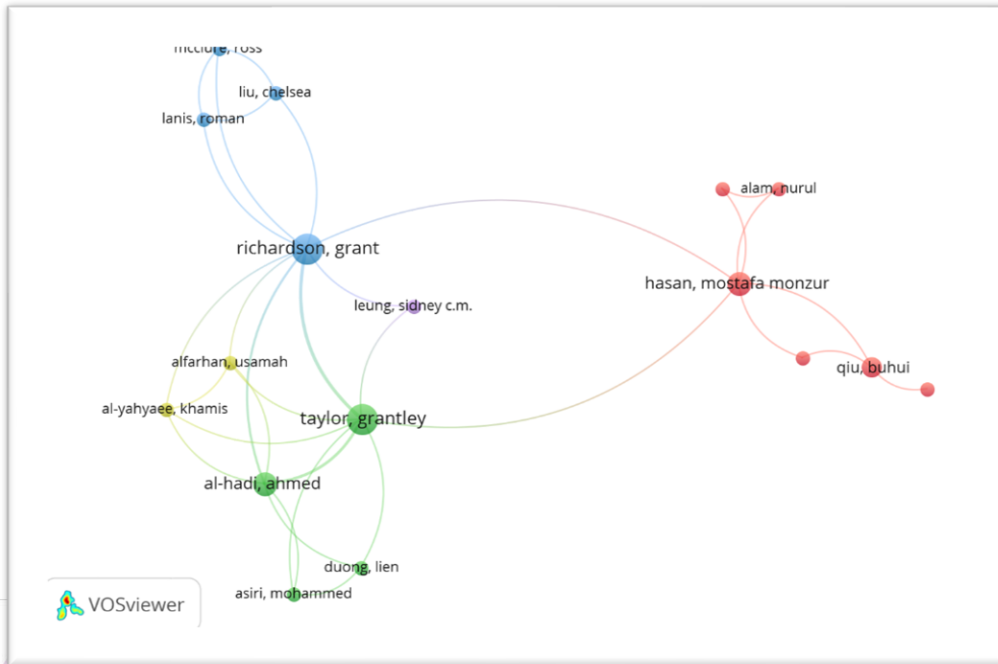 mcclure, ross
liu, chelsea
lanis, roman
alam, nurul
richardson, grant
hasan, mostafa monzur
leung, sidney c.m.
alfarhan, usamah
qiu, buhui
al-yahyaee, khamis
taylor, grantley
al-hadi, ahmed
duong, lien
asiri, mohammed
VOSviewer